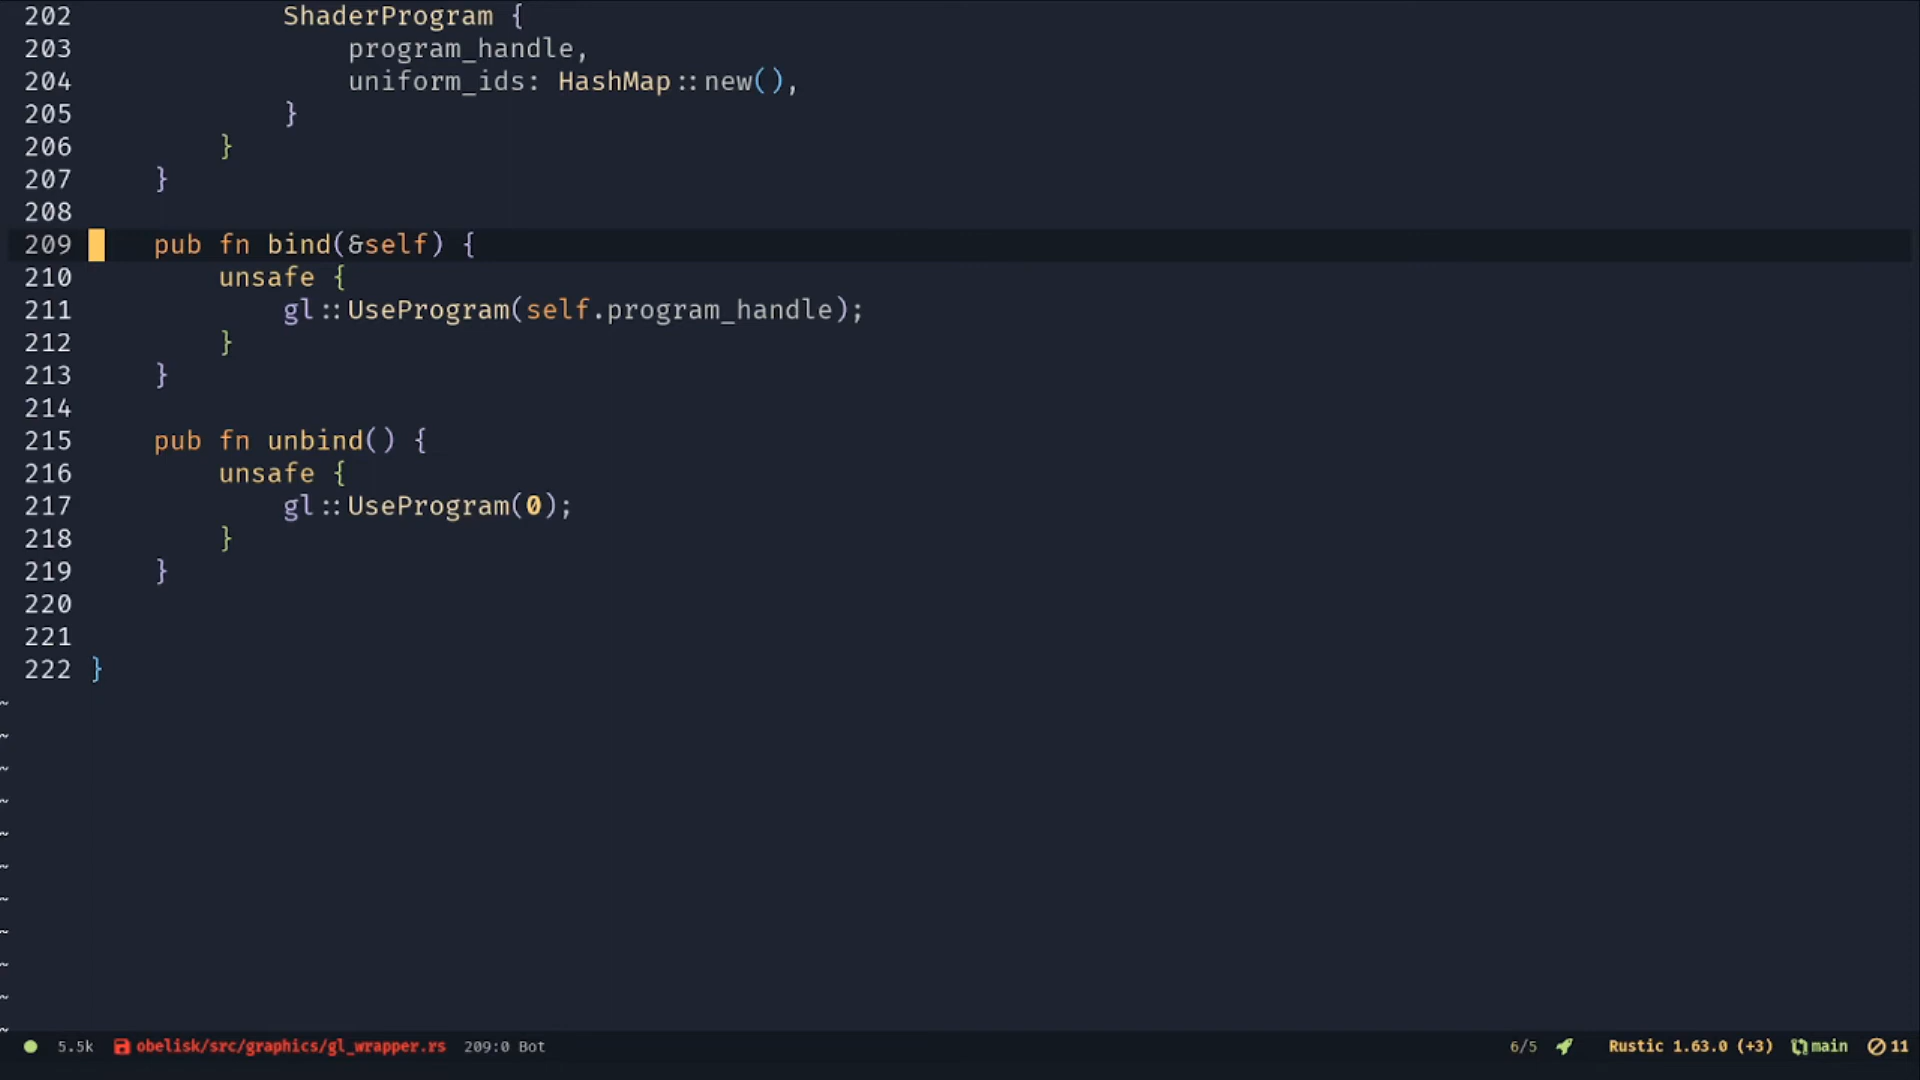 202 ShaderProgram {
203 program_handle,
204 uniform_ids: HashMap::new(),
205 }
206 }
207 }
208
209 pub fn bind(&self) {
210 unsafe {
211 gl::UseProgram(self.program_handle);
212 }
213 }
214
215 pub fn unbind() {
216 unsafe {
217 gl::UseProgram(0);
218 }
219 }
220
221
222 }
~
~
~
~
~
~
~
~
~
~
~
5.5k obelisk/src/graphics/gl_wrapper.rs 209:0 Bot 6/5 Rustic 1.63.0 (+3) main 11